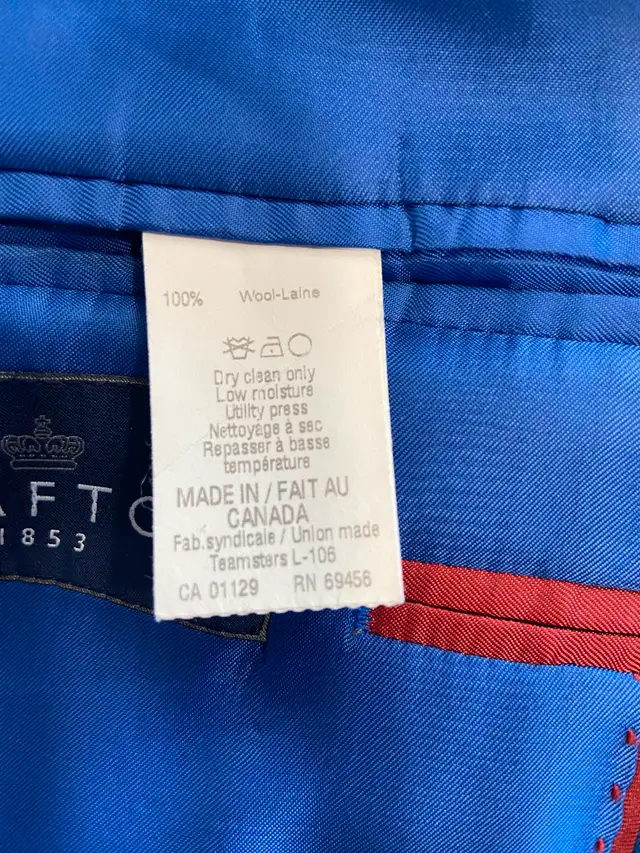 100% Wool-Laine
Dry clean only
Low moisture
Utility press
Nettoyage à sec
Repasser à basse
température
MADE IN / FAIT AU
CANADA
Fab.syndicale / Union made
Teamsters L-106
CA 01129 RN 69456
AFT
1853